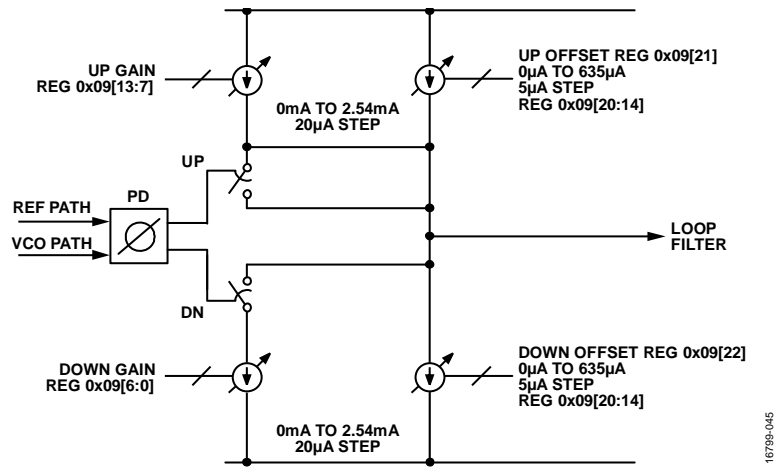 UP GAIN
REG 0x09[13:7]
UP OFFSET REG 0x09[21]
0µA TO 635µA
5µA STEP
REG 0x09[20:14]
0mA TO 2.54mA
20µA STEP
UP
PD
REF PATH
VCO PATH
LOOP
FILTER
DN
DOWN GAIN
REG 0x09[6:0]
DOWN OFFSET REG 0x09[22]
0µA TO 635µA
5µA STEP
REG 0x09[20:14]
0mA TO 2.54mA
20µA STEP
16799-045